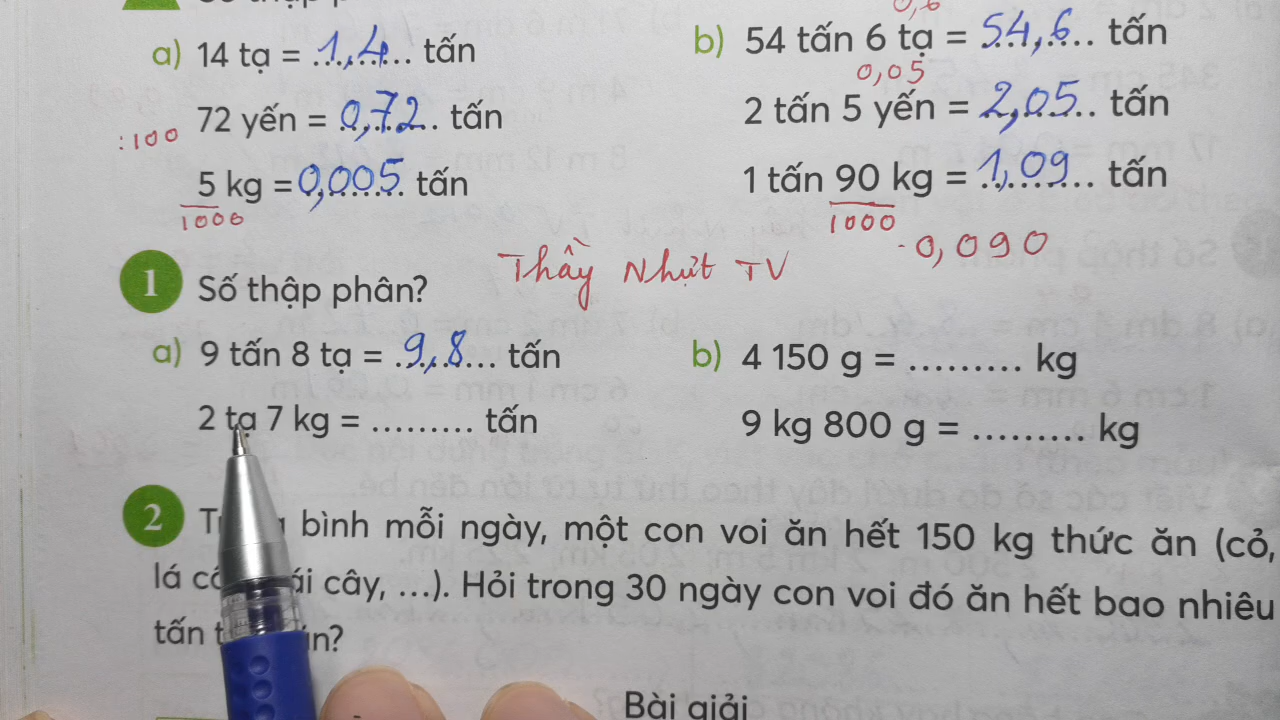 Số thập ph
a) 14 tạ = 1,4 tấn
72 yến = 0,72 tấn
:100
5 kg = 0,005 tấn
1000
0,6
b) 54 tấn 6 tạ = 54,6 tấn
0,05
2 tấn 5 yến = 2,05 tấn
1 tấn 90 kg = 1,09 tấn
1000
0,090
Thầy Nhựt TV
1 Số thập phân?
a) 9 tấn 8 tạ = 9,8 tấn
2 tạ 7 kg = ......... tấn
b) 4 150 g = ......... kg
9 kg 800 g = ......... kg
2 bình mỗi ngày, một con voi ăn hết 150 kg thức ăn (cỏ,
lá cây, ...). Hỏi trong 30 ngày con voi đó ăn hết bao nhiêu
tấn
Bài giải